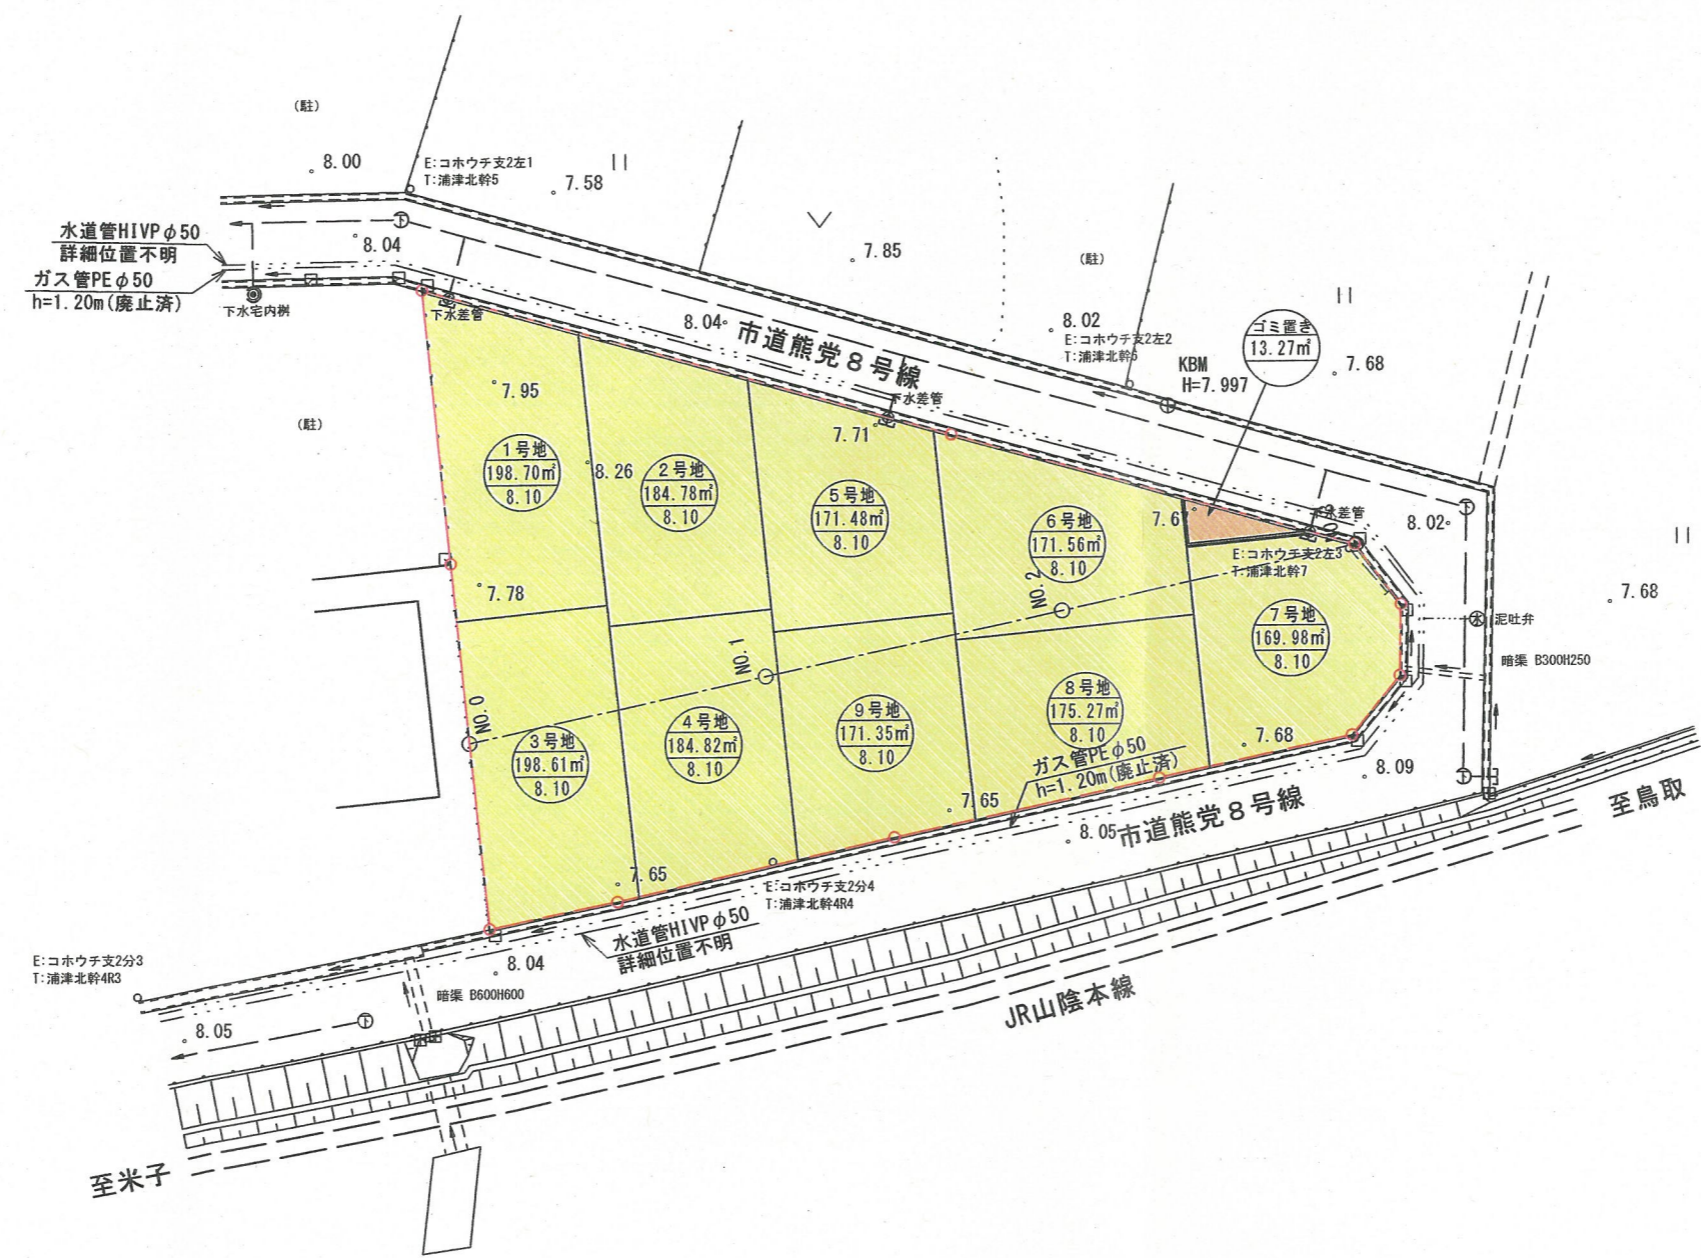 (駐)
8.00
E:コホウチ支2左1
T:浦津北幹5
7.58
水道管HIVPφ50
詳細位置不明
ガス管PEφ50
h=1.20m(廃止済)
下
8.04
下水宅内桝
下水差管
7.85
(駐)
8.04
市道熊党8号線
8.02
E:コホウチ支2左2
T:浦津北幹6
KBM
H=7.997
ゴミ置き
13.27㎡
7.68
下水差管
(駐)
7.95
7.71
1号地
198.70㎡
8.10
8.26
2号地
184.78㎡
8.10
5号地
171.48㎡
8.10
6号地
171.56㎡
8.10
7.67
下水差管
E:コホウチ支2左3
T:浦津北幹7
下
8.02
7.68
7.78
NO.2
7号地
169.98㎡
8.10
水
泥吐弁
暗渠 B300H250
NO.1
NO.0
3号地
198.61㎡
8.10
4号地
184.82㎡
8.10
9号地
171.35㎡
8.10
8号地
175.27㎡
8.10
7.68
ガス管PEφ50
h=1.20m(廃止済)
8.09
下
7.65
8.05
市道熊党8号線
至鳥取
7.65
E:コホウチ支2分4
T:浦津北幹4R4
水道管HIVPφ50
詳細位置不明
E:コホウチ支2分3
T:浦津北幹4R3
8.04
暗渠 B600H600
8.05
下
JR山陰本線
至米子